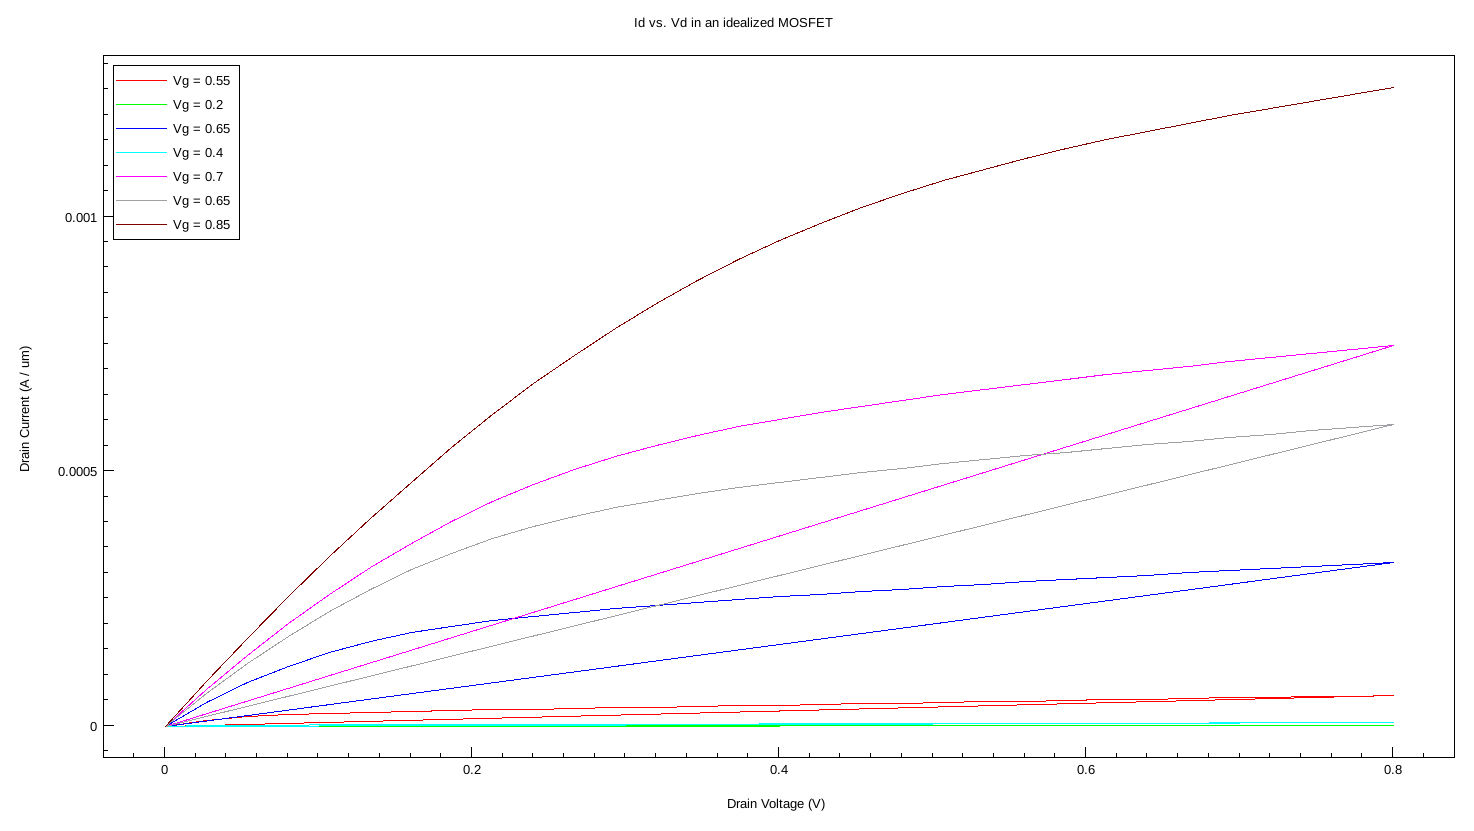 Id vs. Vd in an idealized MOSFET
Vg = 0.55
Vg = 0.2
Vg = 0.65
Vg = 0.4
Vg = 0.7
Vg = 0.65
Vg = 0.85
0.001
0.0005
0
Drain Current (A / um)
0 0.2 0.4 0.6 0.8
Drain Voltage (V)